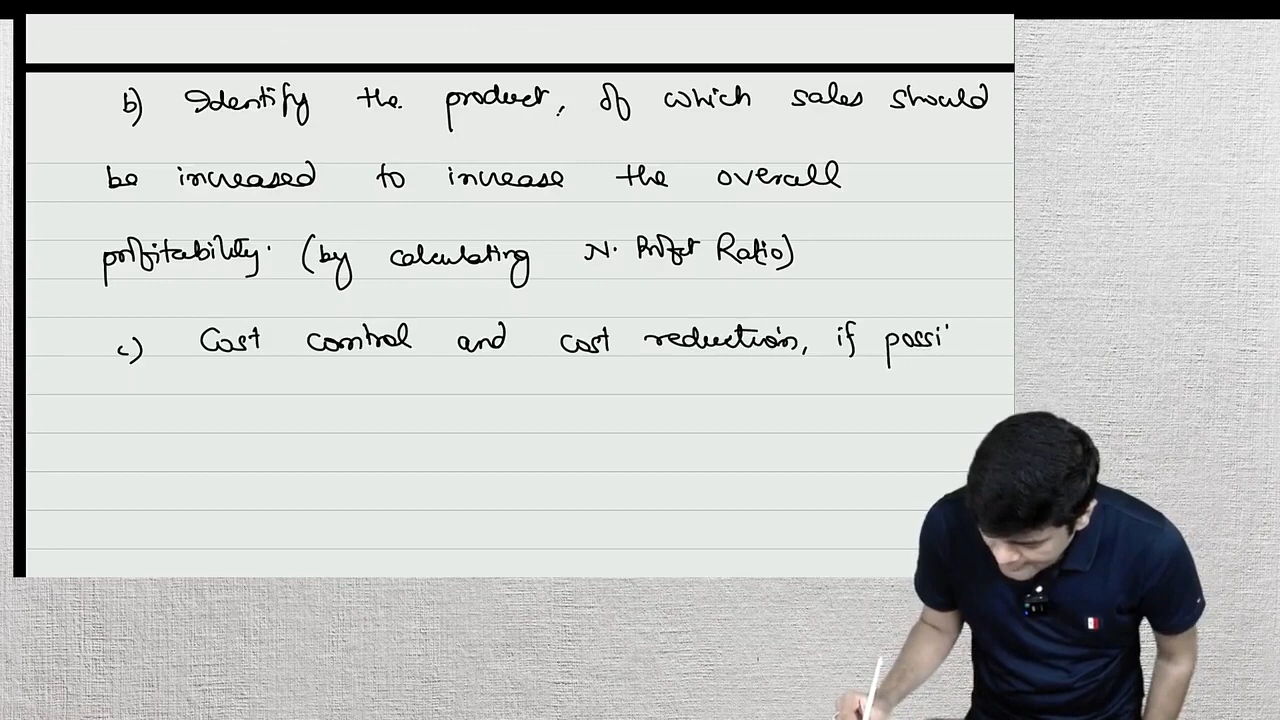 b) Identify the product, of which sales should
be increased to increase the overall
profitability. (by calculating N. Profit Ratio)
c) Cost control and cost reduction, if possi